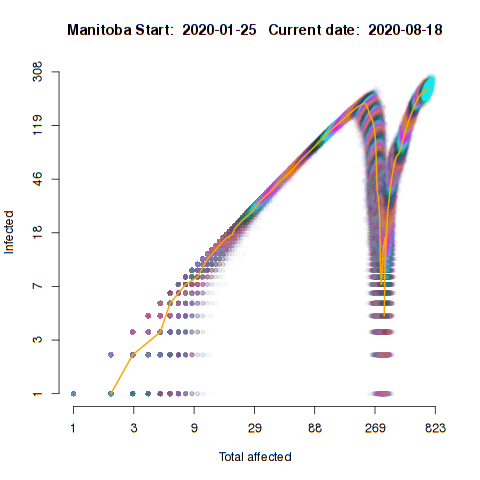 Manitoba Start:  2020-01-25   Current date:  2020-08-18
308
119
46
18
7
3
1
Infected
1 3 9 29 88 269 823
Total affected